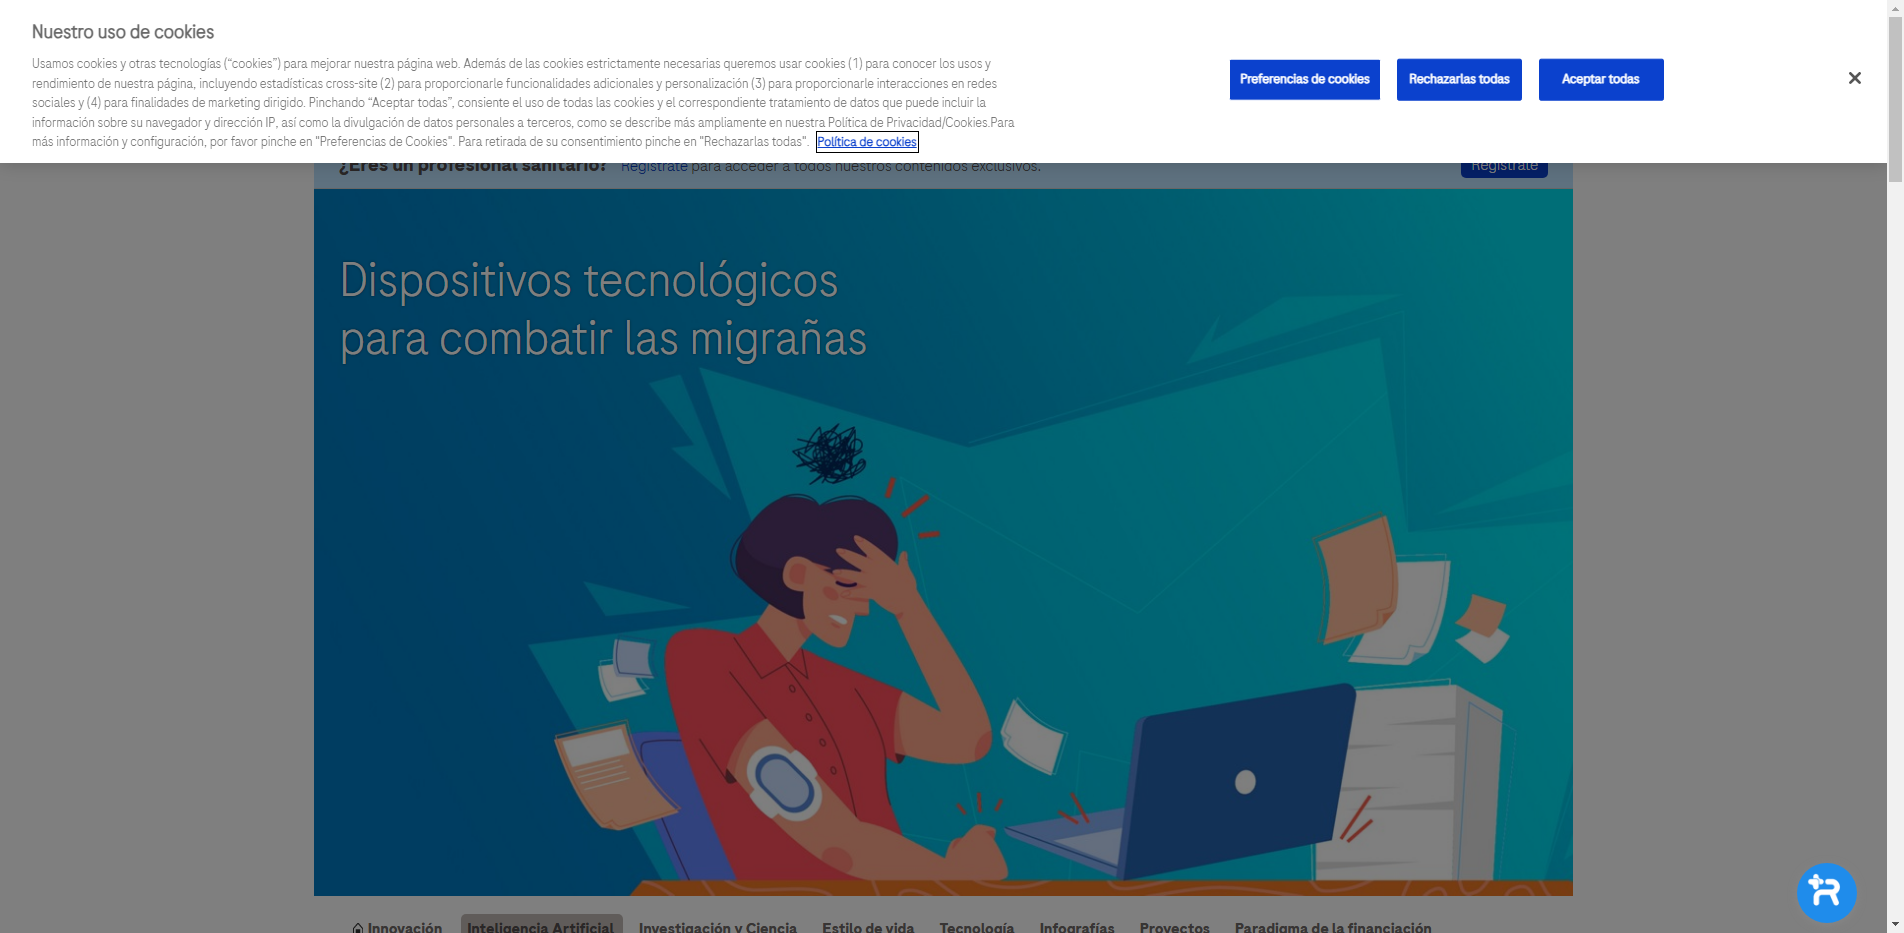 Nuestro uso de cookies
Usamos cookies y otras tecnologías (“cookies”) para mejorar nuestra página web. Además de las cookies estrictamente necesarias queremos usar cookies (1) para conocer los usos y
rendimiento de nuestra página, incluyendo estadísticas cross-site (2) para proporcionarle funcionalidades adicionales y personalización (3) para proporcionarle interacciones en redes
sociales y (4) para finalidades de marketing dirigido. Pinchando “Aceptar todas”, consiente el uso de todas las cookies y el correspondiente tratamiento de datos que puede incluir la
información sobre su navegador y dirección IP, así como la divulgación de datos personales a terceros, como se describe más ampliamente en nuestra Política de Privacidad/Cookies.Para
más información y configuración, por favor pinche en "Preferencias de Cookies". Para retirada de su consentimiento pinche en "Rechazarlas todas". Política de cookies
Preferencias de cookies
Rechazarlas todas
Aceptar todas
¿Eres un profesional sanitario? Regístrate para acceder a todos nuestros contenidos exclusivos. Regístrate
Dispositivos tecnológicos
para combatir las migrañas
Innovación Inteligencia Artificial Investigación y Ciencia Estilo de vida Tecnología Infografías Proyectos Paradigma de la financiación